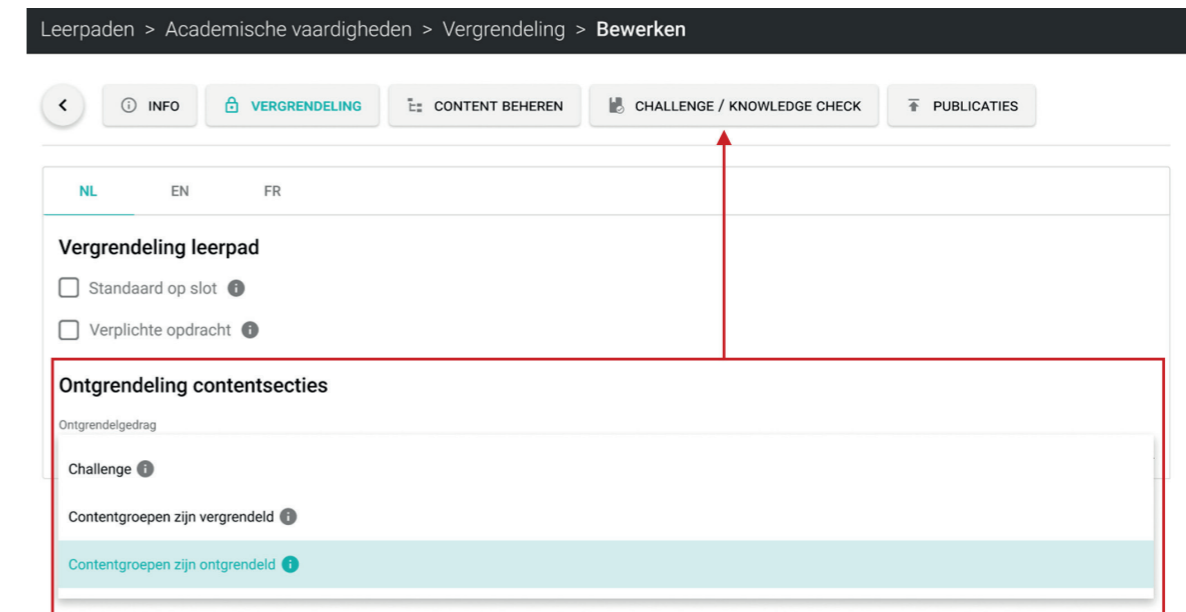 Leerpaden > Academische vaardigheden > Vergrendeling > Bewerken
INFO VERGRENDELING CONTENT BEHEREN CHALLENGE / KNOWLEDGE CHECK PUBLICATIES
NL EN FR
Vergrendeling leerpad
Standaard op slot
Verplichte opdracht
Ontgrendeling contentsecties
Ontgrendelgedrag
Challenge
Contentgroepen zijn vergrendeld
Contentgroepen zijn ontgrendeld